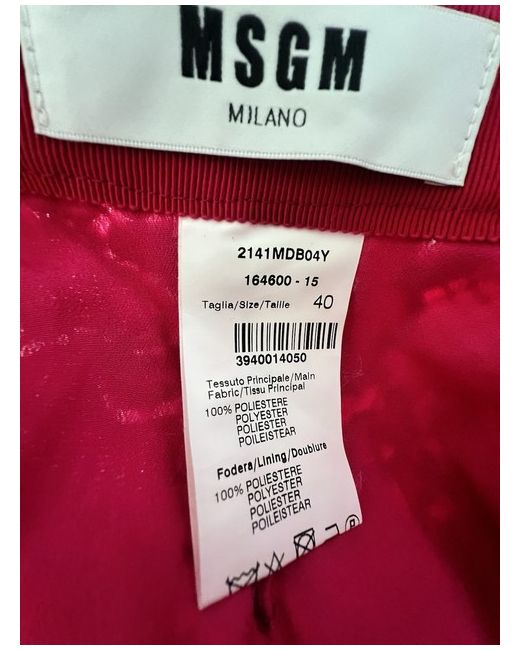 MSGM
MILANO
2141MDB04Y
164600 - 15
Taglia/Size/Taille 40
3940014050
Tessuto Principale/Main
Fabric/Tissu Principal
100% POLIESTERE
POLYESTER
POLIESTER
POILEISTEAR
Fodera/Lining/Doublure
100% POLIESTERE
POLYESTER
POLIESTER
POILEISTEAR